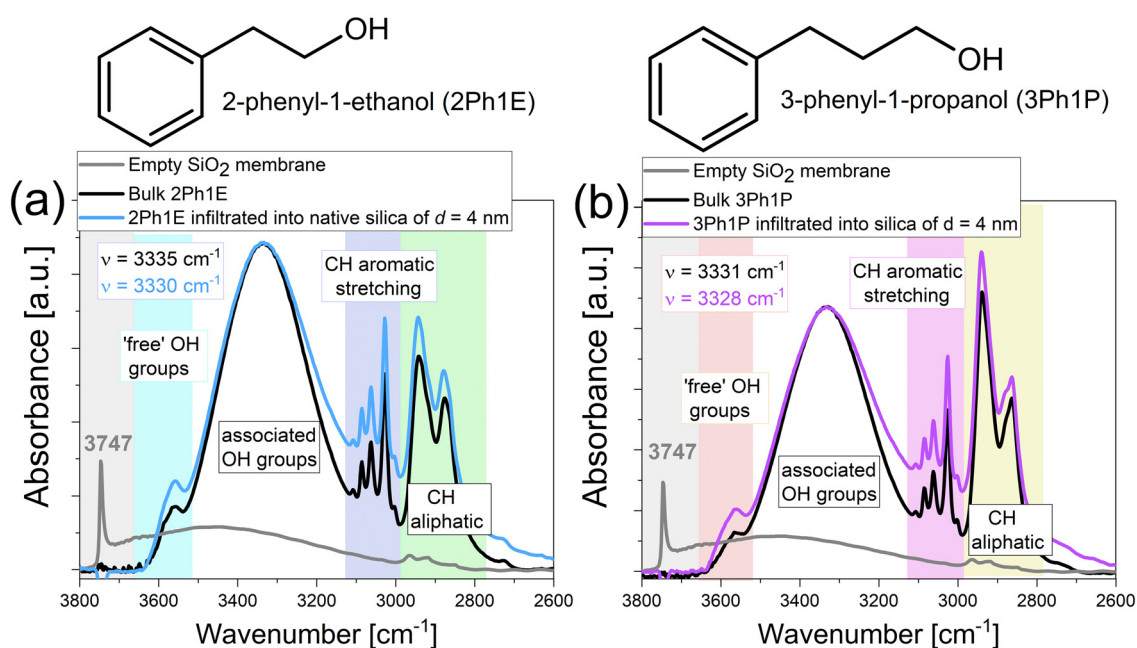 OH
2-phenyl-1-ethanol (2Ph1E)
OH
3-phenyl-1-propanol (3Ph1P)
(a)
Empty SiO2 membrane
Bulk 2Ph1E
2Ph1E infiltrated into native silica of d = 4 nm
ν = 3335 cm-1
ν = 3330 cm-1
CH aromatic
stretching
'free' OH
groups
3747
associated
OH groups
CH
aliphatic
Absorbance [a.u.]
3800 3600 3400 3200 3000 2800 2600
Wavenumber [cm-1]
(b)
Empty SiO2 membrane
Bulk 3Ph1P
3Ph1P infiltrated into silica of d = 4 nm
ν = 3331 cm-1
ν = 3328 cm-1
CH aromatic
stretching
'free' OH
groups
3747
associated
OH groups
CH
aliphatic
Absorbance [a.u.]
3800 3600 3400 3200 3000 2800 2600
Wavenumber [cm-1]